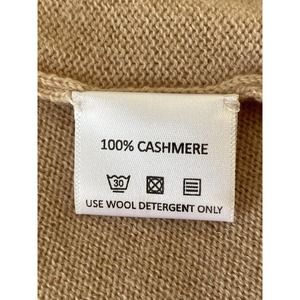 100% CASHMERE
30
USE WOOL DETERGENT ONLY